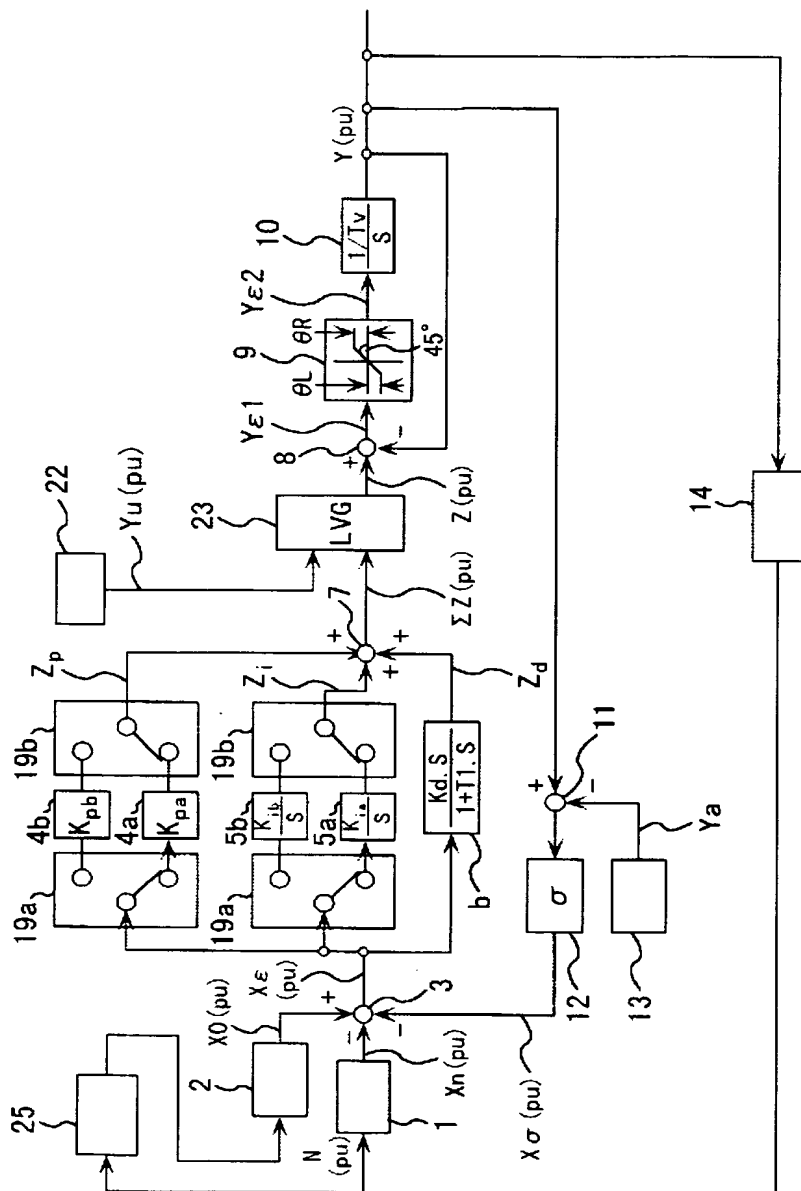 25
N
(pu)
1
2
X0 (pu)
Xn (pu)
3
Xε
(pu)
Xσ (pu)
19a
4b
Kpb
4a
Kpa
19b
Zp
19a
5b
Kib
S
5a
Kia
S
19b
Zi
Kd. S
1+T1. S
b
Zd
7
+
+
+
ΣZ (pu)
22
Yu (pu)
23
LVG
Z (pu)
8
+
−
Yε1
9
θL
θR
45°
Yε2
10
1/Tv
S
Y (pu)
11
+
−
Ya
σ
12
13
14
+
−
−